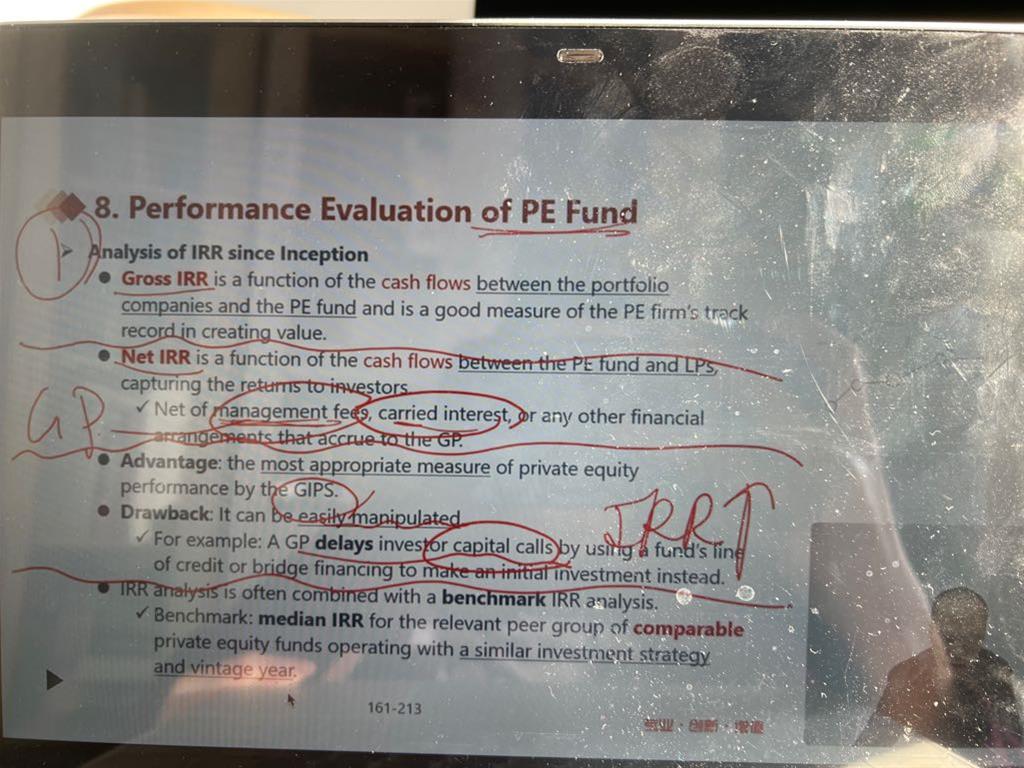 8. Performance Evaluation of PE Fund
1
➢ Analysis of IRR since Inception
● Gross IRR is a function of the cash flows between the portfolio
companies and the PE fund and is a good measure of the PE firm's track
record in creating value.
● Net IRR is a function of the cash flows between the PE fund and LPs,
capturing the returns to investors.
GP
✓ Net of management fees, carried interest, or any other financial
arrangements that accrue to the GP.
● Advantage: the most appropriate measure of private equity
performance by the GIPS.
● Drawback: It can be easily manipulated
IRR↑
✓ For example: A GP delays investor capital calls by using a fund's line
of credit or bridge financing to make an initial investment instead.
● IRR analysis is often combined with a benchmark IRR analysis.
✓ Benchmark: median IRR for the relevant peer group of comparable
private equity funds operating with a similar investment strategy
and vintage year.
161-213